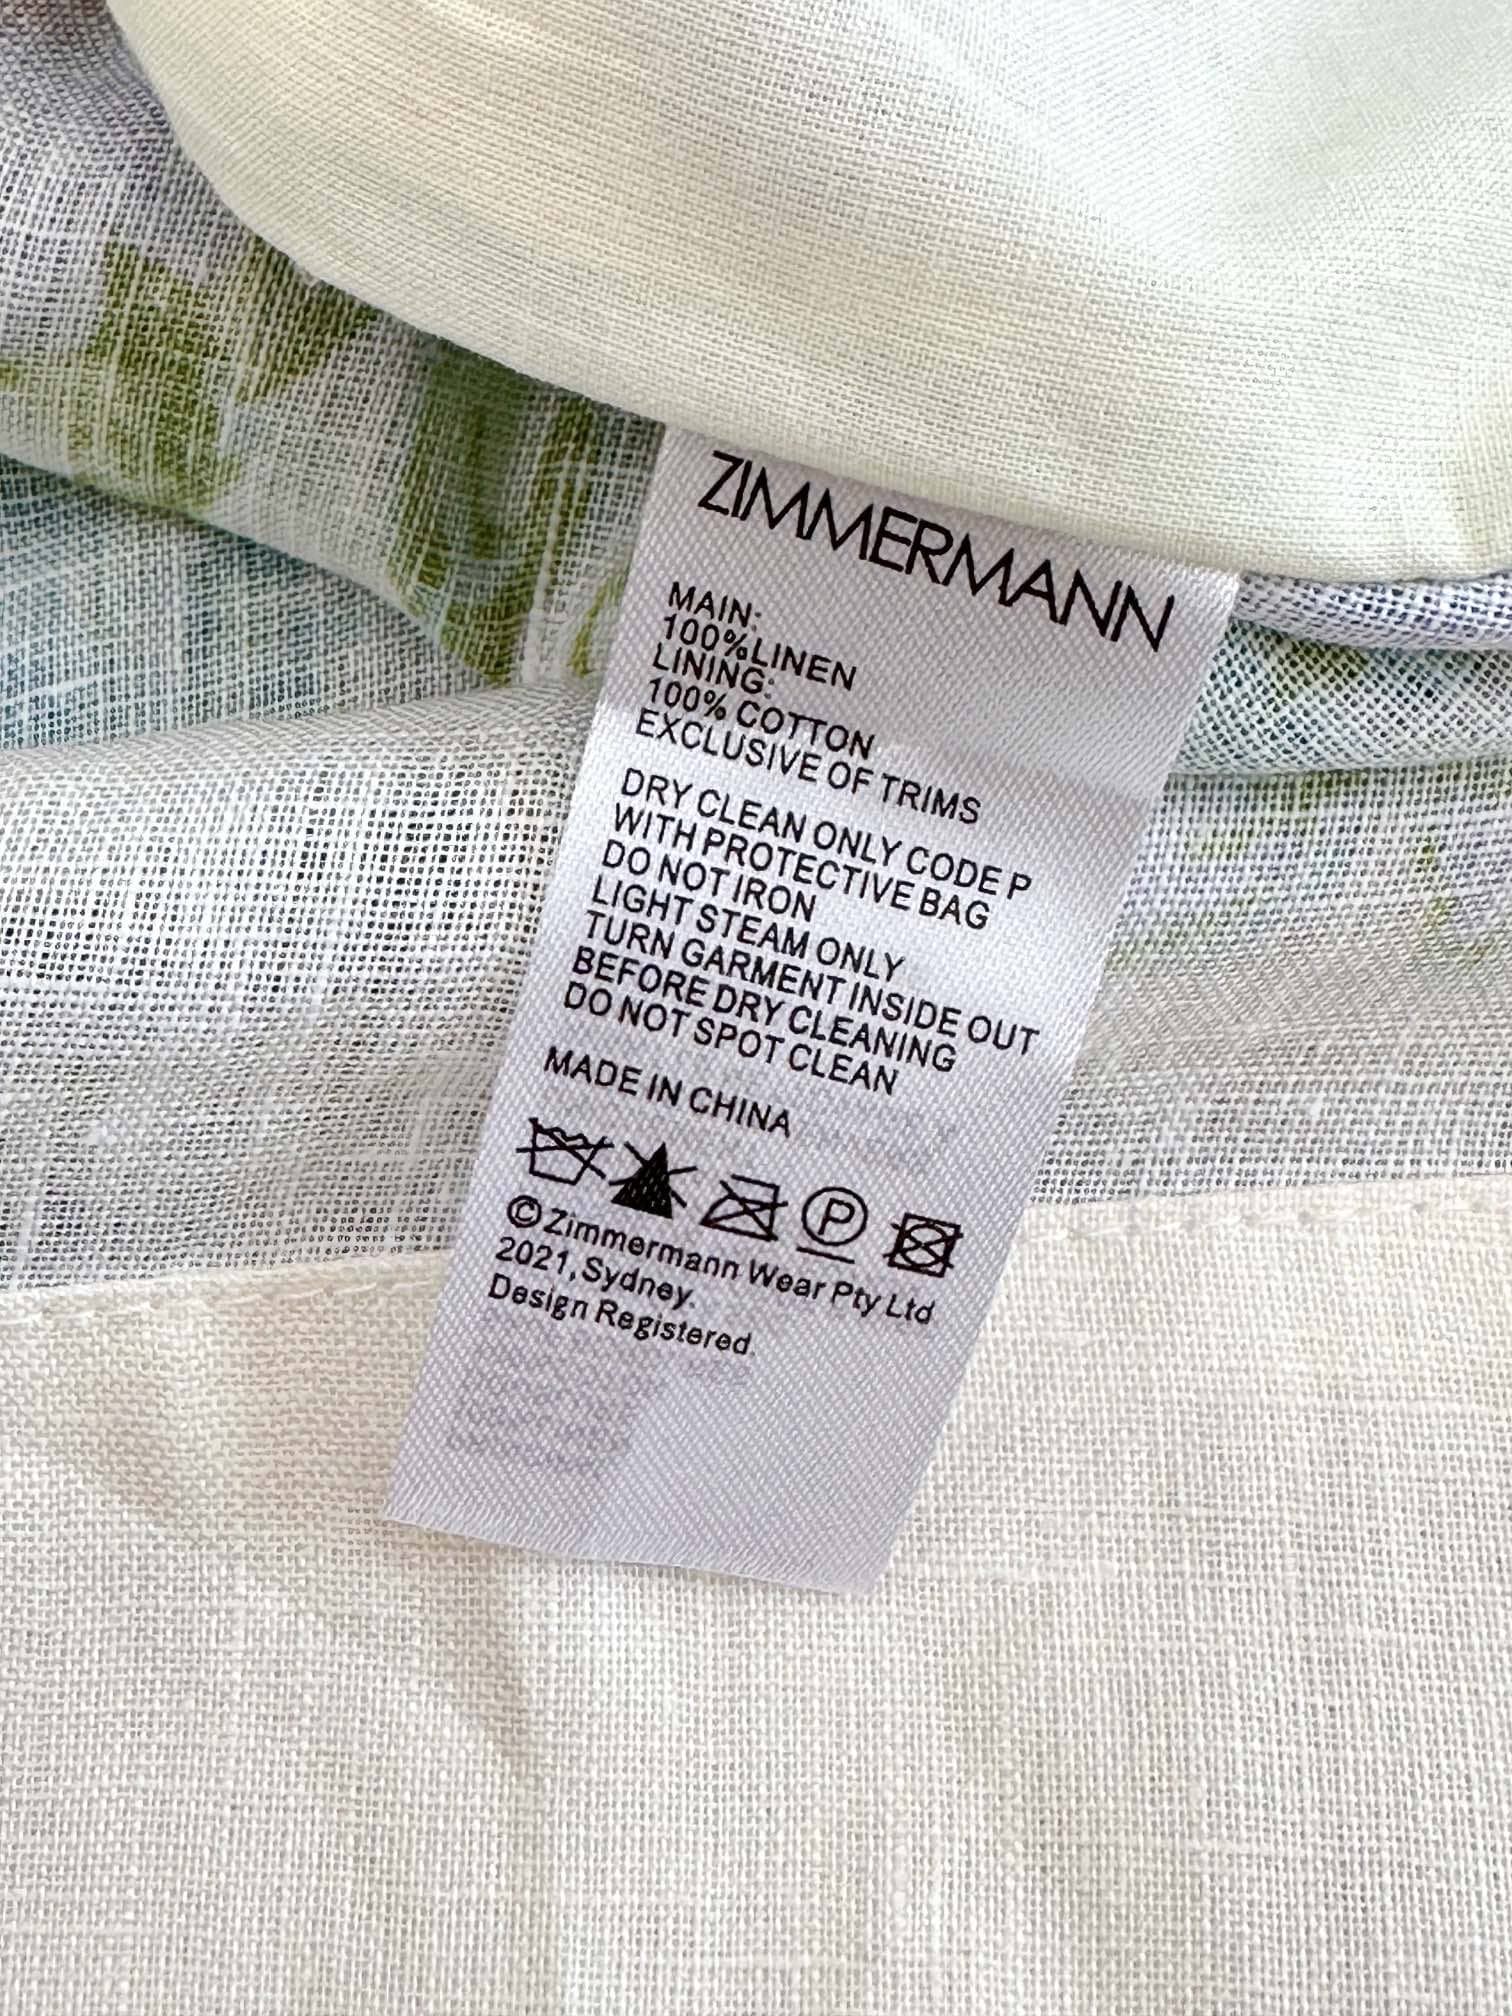 ZIMMERMANN
MAIN:
100%LINEN
LINING:
100% COTTON
EXCLUSIVE OF TRIMS
DRY CLEAN ONLY CODE P
WITH PROTECTIVE BAG
DO NOT IRON
LIGHT STEAM ONLY
TURN GARMENT INSIDE OUT
BEFORE DRY CLEANING
DO NOT SPOT CLEAN
MADE IN CHINA
P
© Zimmermann Wear Pty Ltd
2021, Sydney.
Design Registered.